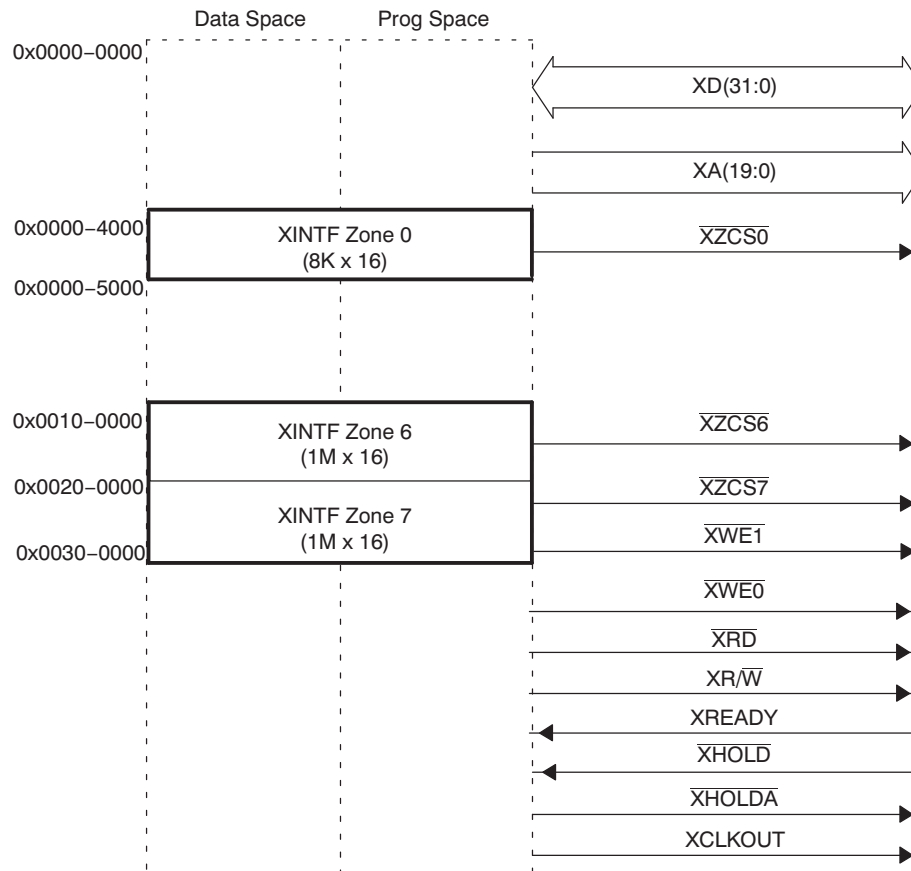 Data Space Prog Space
0x0000–0000
XD(31:0)
XA(19:0)
0x0000–4000
XINTF Zone 0
(8K x 16)
XZCS0
0x0000–5000
0x0010–0000
XINTF Zone 6
(1M x 16)
XZCS6
0x0020–0000
XZCS7
XINTF Zone 7
(1M x 16)
XWE1
0x0030–0000
XWE0
XRD
XR/W
XREADY
XHOLD
XHOLDA
XCLKOUT